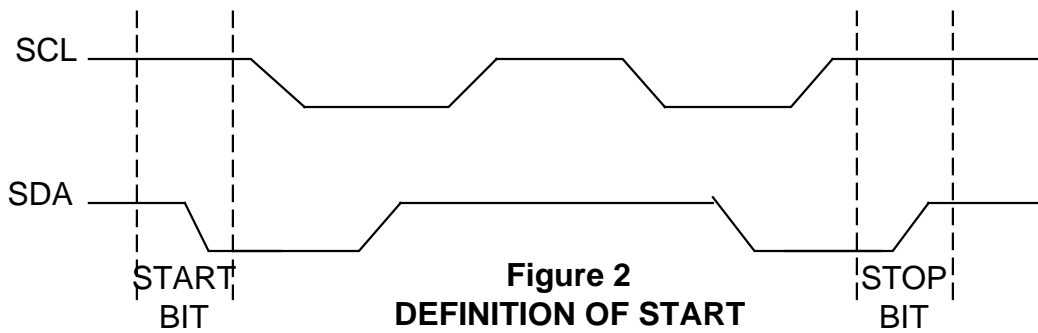 SCL
SDA
START
BIT
Figure 2
DEFINITION OF START
STOP
BIT